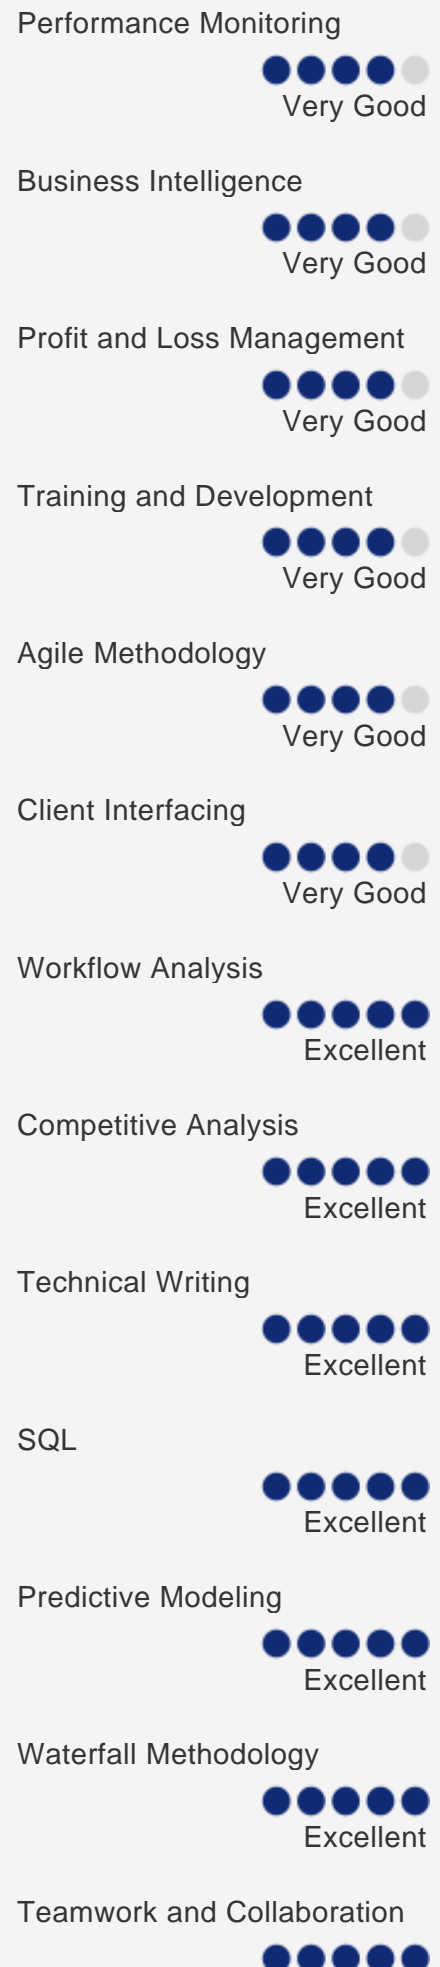 Performance Monitoring
Very Good
Business Intelligence
Very Good
Profit and Loss Management
Very Good
Training and Development
Very Good
Agile Methodology
Very Good
Client Interfacing
Very Good
Workflow Analysis
Excellent
Competitive Analysis
Excellent
Technical Writing
Excellent
SQL
Excellent
Predictive Modeling
Excellent
Waterfall Methodology
Excellent
Teamwork and Collaboration